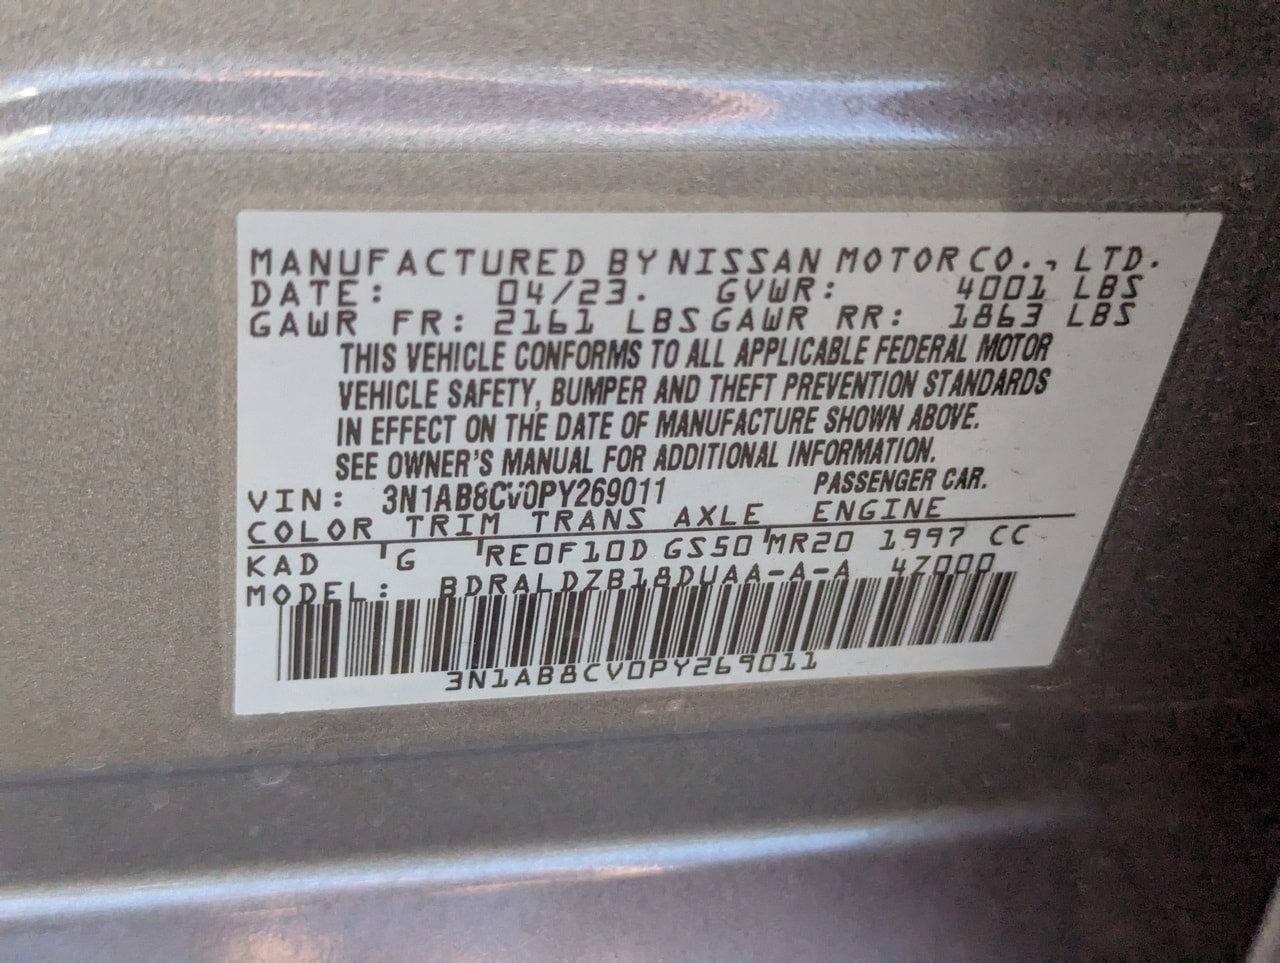 MANUFACTURED BY NISSAN MOTOR CO., LTD.
DATE: 04/23. GVWR: 4001 LBS
GAWR FR: 2161 LBS GAWR RR: 1863 LBS
THIS VEHICLE CONFORMS TO ALL APPLICABLE FEDERAL MOTOR
VEHICLE SAFETY, BUMPER AND THEFT PREVENTION STANDARDS
IN EFFECT ON THE DATE OF MANUFACTURE SHOWN ABOVE.
SEE OWNER'S MANUAL FOR ADDITIONAL INFORMATION.
VIN: 3N1AB8CV0PY269011 PASSENGER CAR.
COLOR TRIM TRANS AXLE ENGINE
KAD G RE0F10D GS50 MR20 1997 CC
MODEL: BDRALDZB18DUAA-A-A 4Z000
3N1AB8CV0PY269011